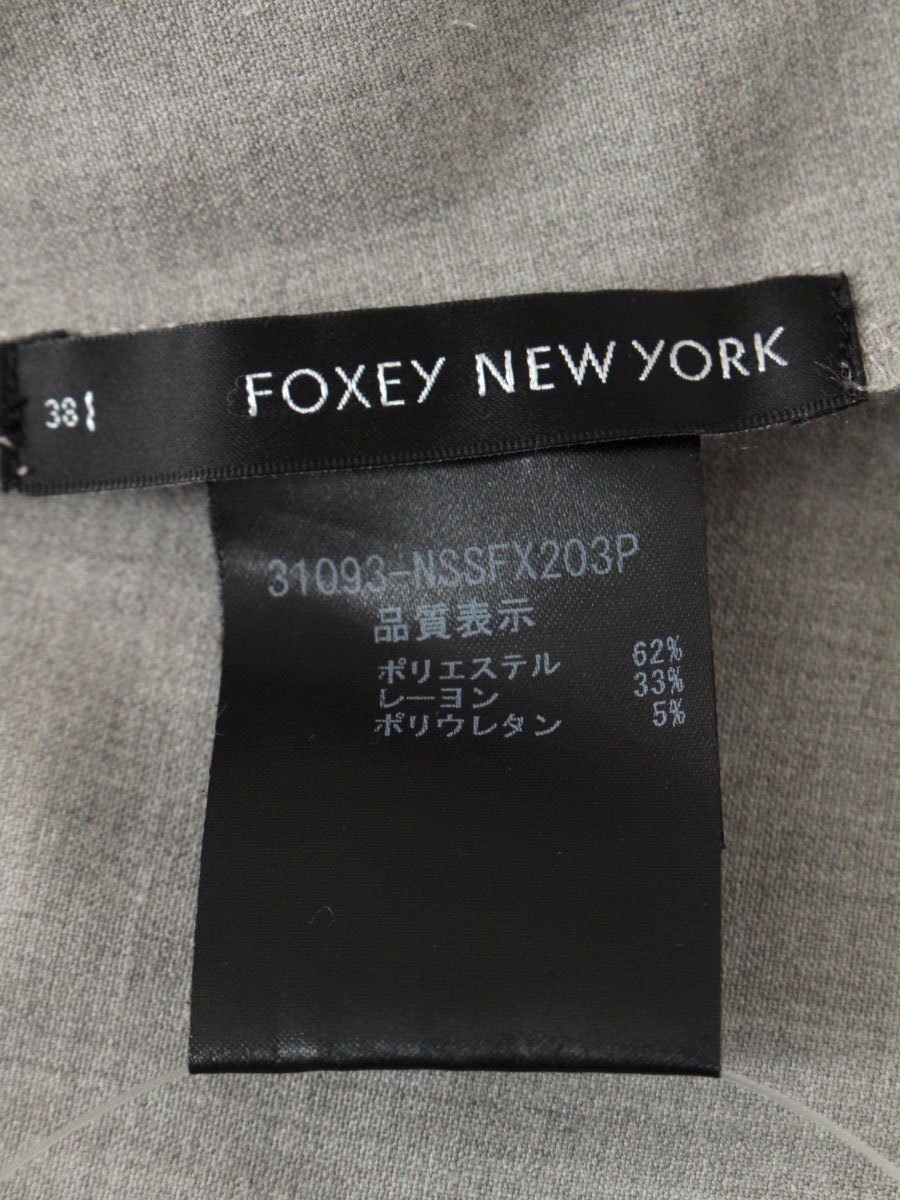 38
FOXEY NEW YORK
31093-NSSFX203P
品質表示
ポリエステル 62%
レーヨン 33%
ポリウレタン 5%